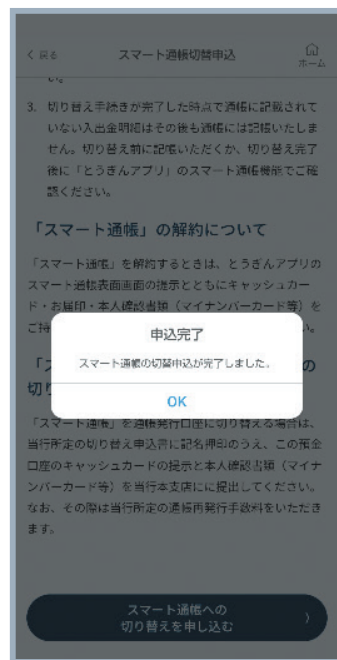 く 戻る
スマート通帳切替申込
ホーム
い。
3. 切り替え手続きが完了した時点で通帳に記載されて
いない入出金明細はその後も通帳には記帳いたしま
せん。切り替え前に記帳いただくか、切り替え完了
後に「とうぎんアプリ」のスマート通帳機能でご確
認ください。
「スマート通帳」の解約について
「スマート通帳」を解約するときは、とうぎんアプリの
スマート通帳表面画面の提示とともにキャッシュカー
ド・お届印・本人確認書類（マイナンバーカード等）を
ご持
い。
申込完了
スマート通帳の切替申込が完了しました。
OK
「ス
の
切り
「スマート通帳」を通帳発行口座に切り替える場合は、
当行所定の切り替え申込書に記名押印のうえ、この預金
口座のキャッシュカードの提示と本人確認書類（マイナ
ンバーカード等）を当行本支店にに提出してください。
なお、その際は当行所定の通帳再発行手数料をいただき
ます。
スマート通帳への
切り替えを申し込む